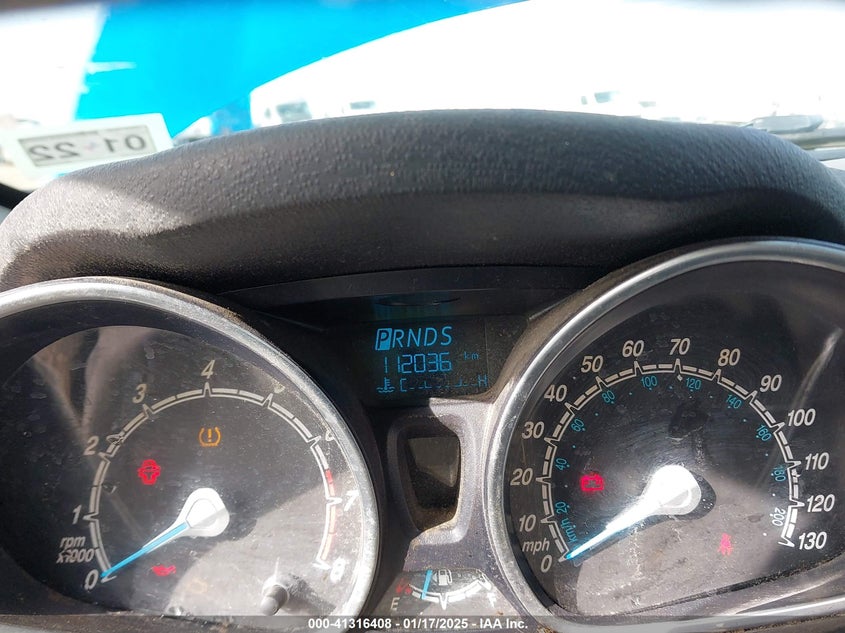 01 22
PRNDS
112036 km
C H
0 1 2 3 4 5 6 7 8
rpm
x1000
0 10 20 30 40 50 60 70 80 90 100 110 120 130
mph
20 40 60 80 100 120 140 160 180 200
km/h
E
000-41316408 - 01/17/2025 - IAA Inc.